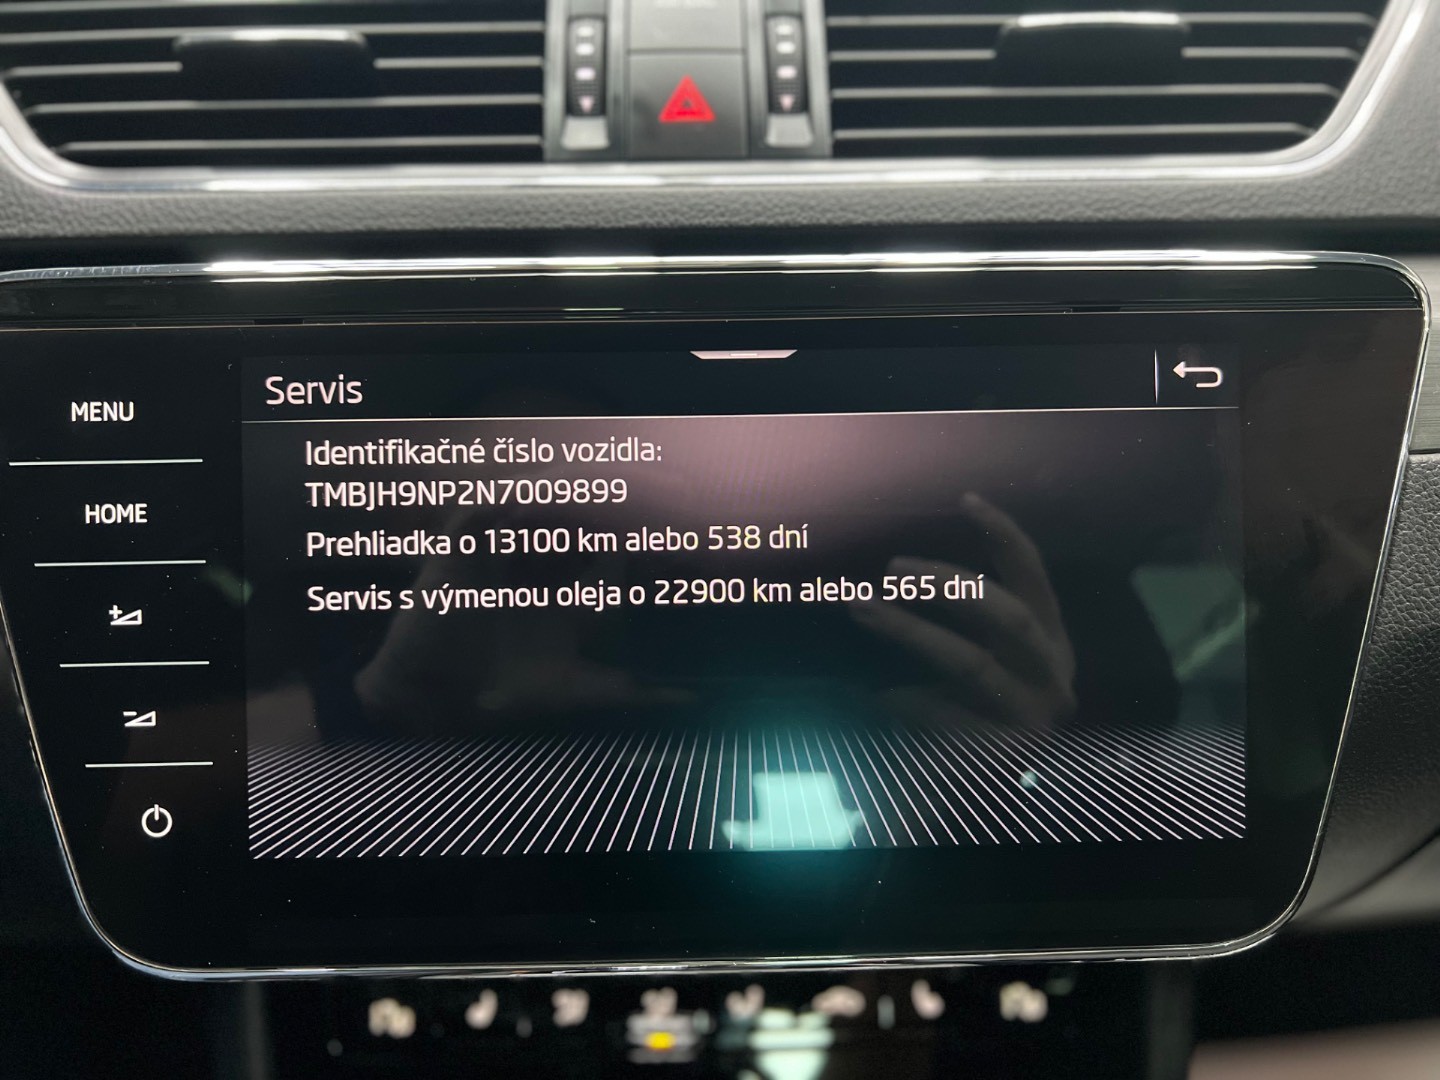 Servis
MENU
Identifikačné číslo vozidla:
TMBJH9NP2N7009899
HOME
Prehliadka o 13100 km alebo 538 dní
Servis s výmenou oleja o 22900 km alebo 565 dní